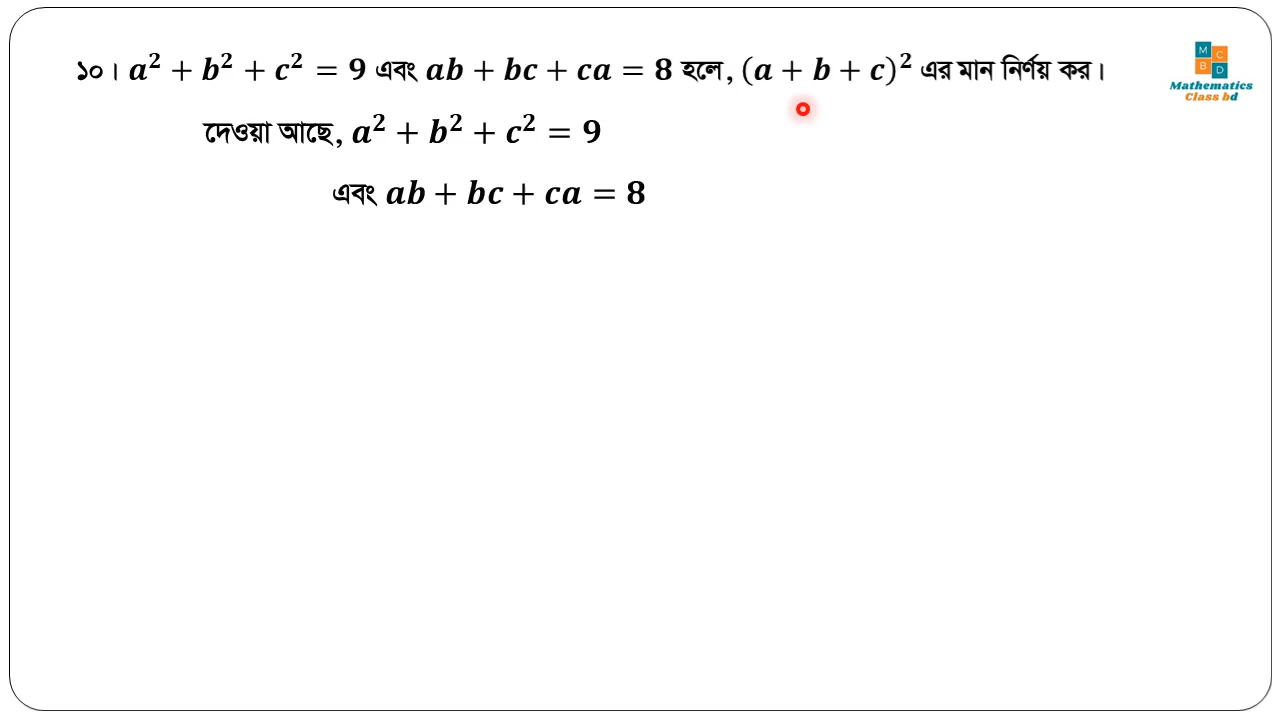 ১০। a² + b² + c² = 9 এবং ab + bc + ca = 8 হলে, (a + b + c)² এর মান নির্ণয় কর।
M C B D
Mathematics
Class bd
দেওয়া আছে, a² + b² + c² = 9
এবং ab + bc + ca = 8